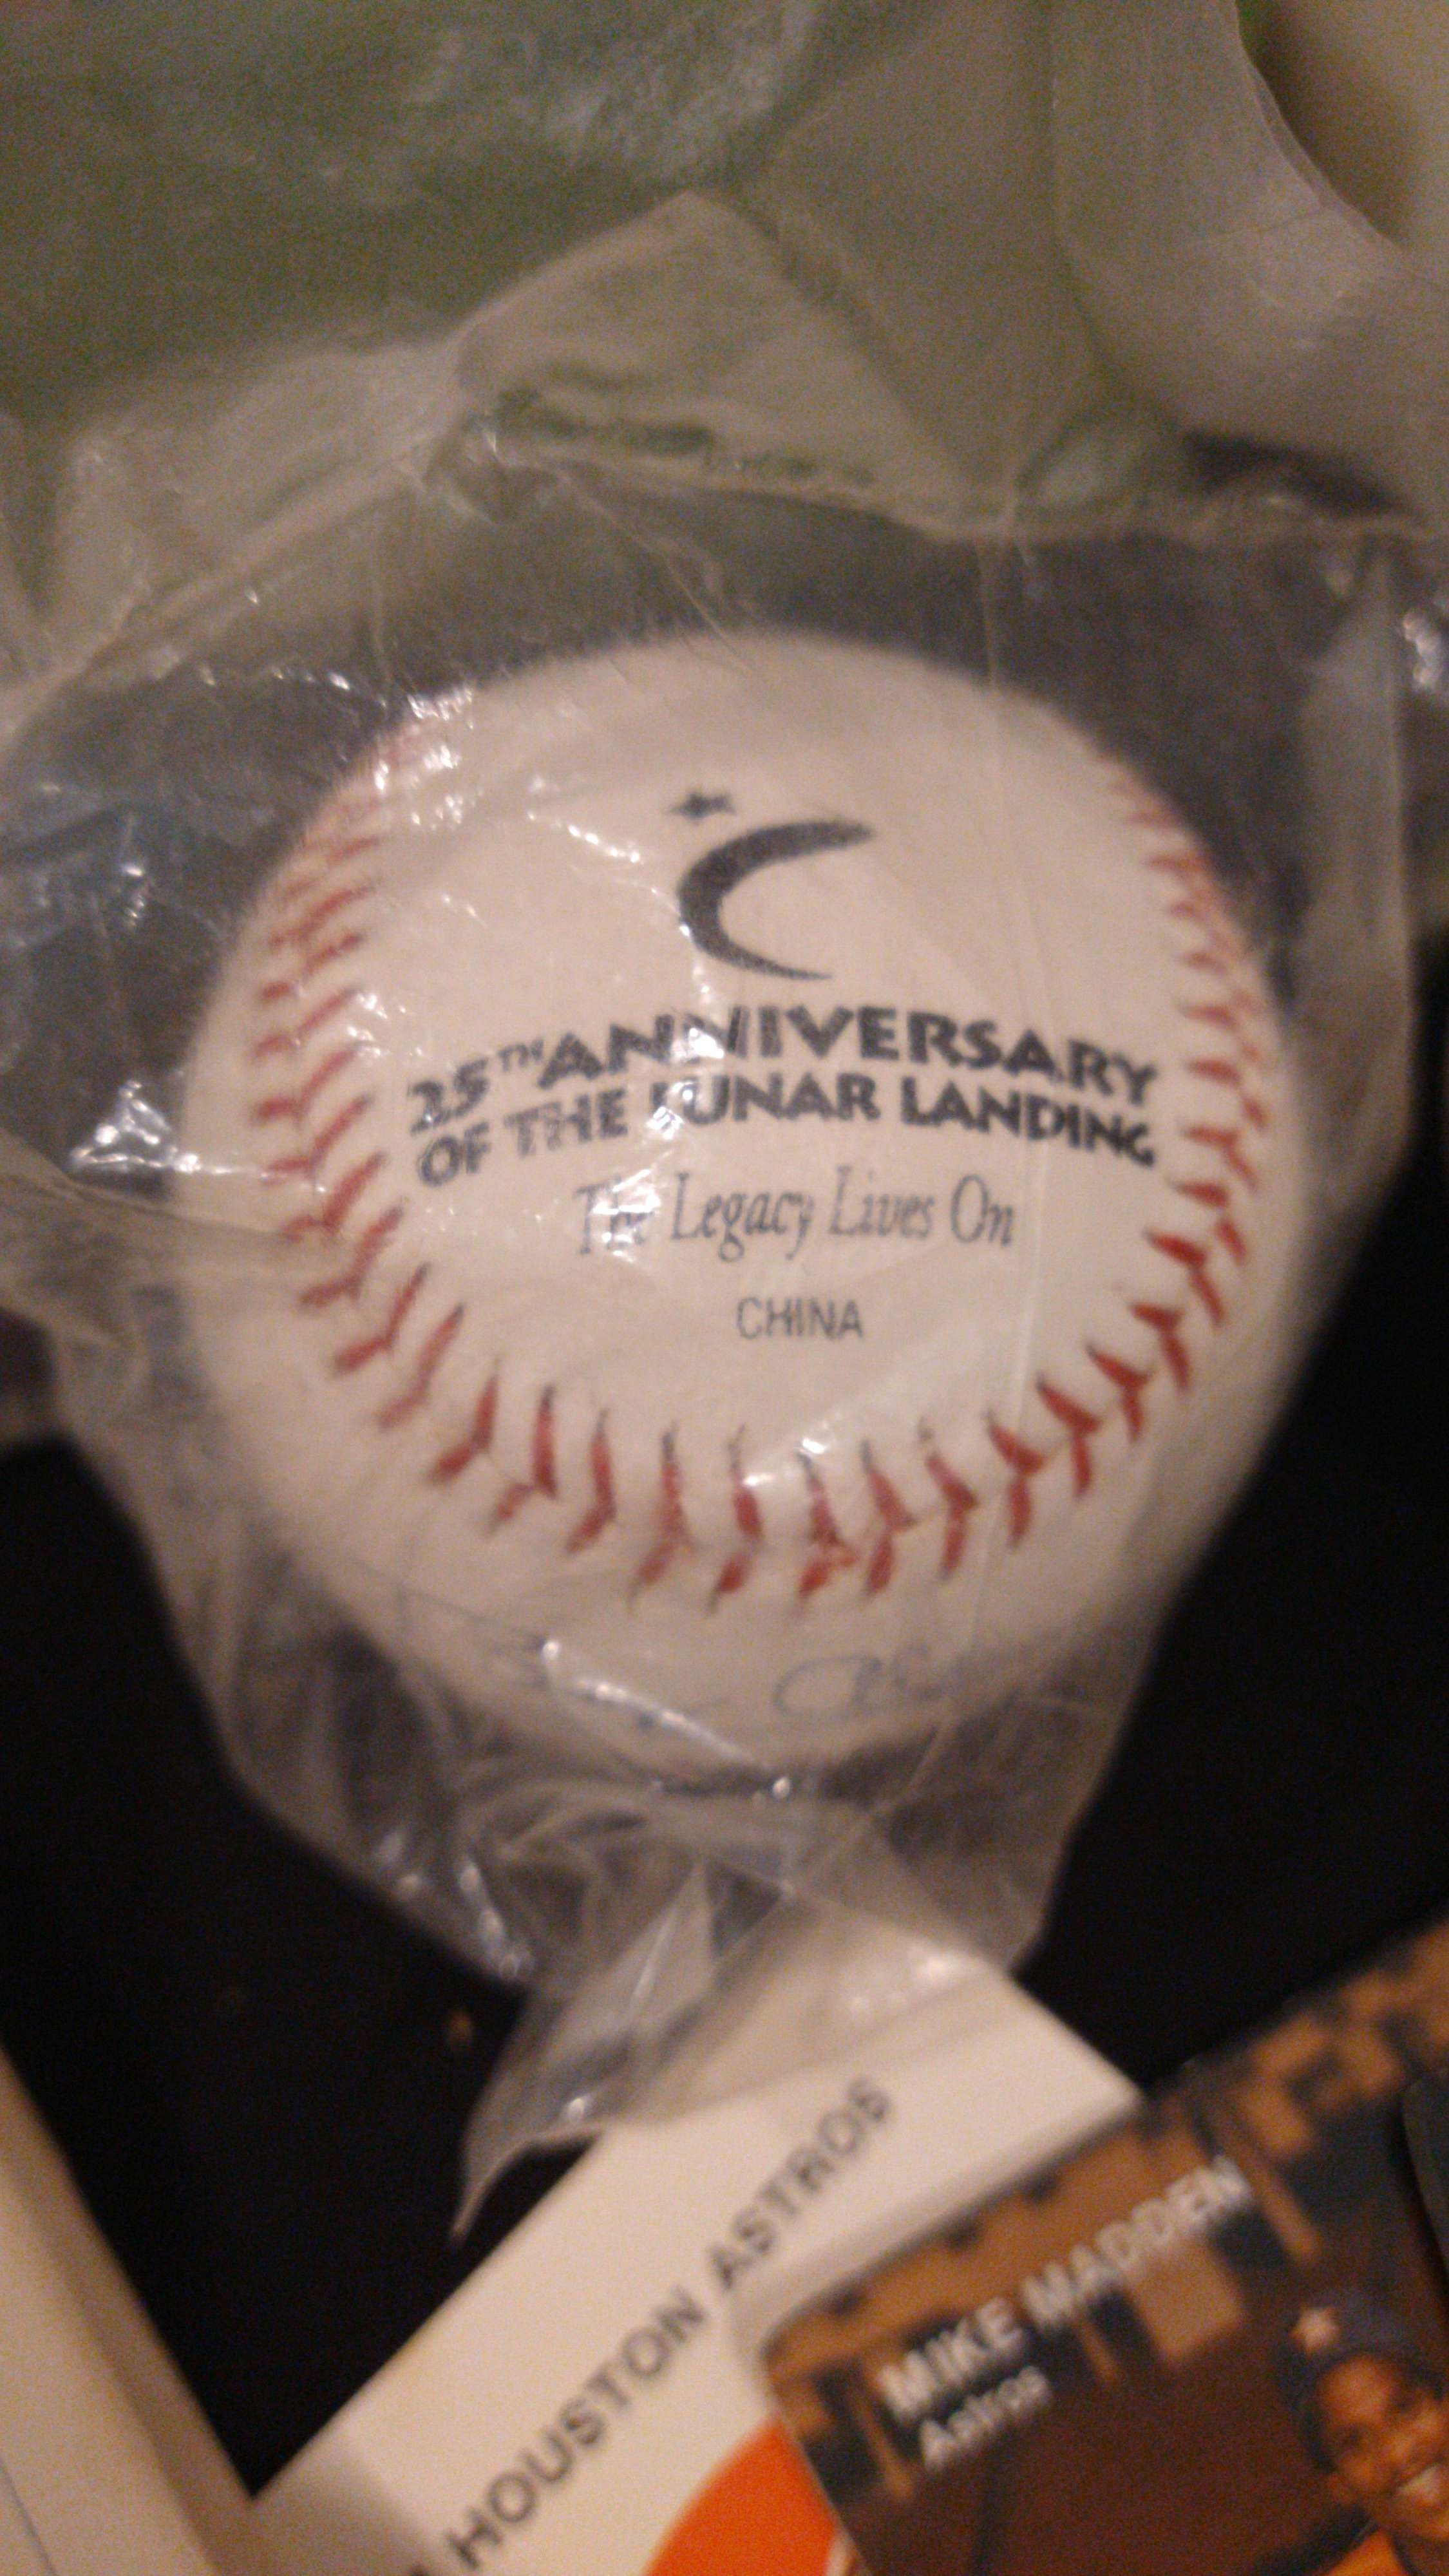 25TH ANNIVERSARY
OF THE LUNAR LANDING
The Legacy Lives On
CHINA
HOUSTON ASTROS
MIKE MADDEN
Astros